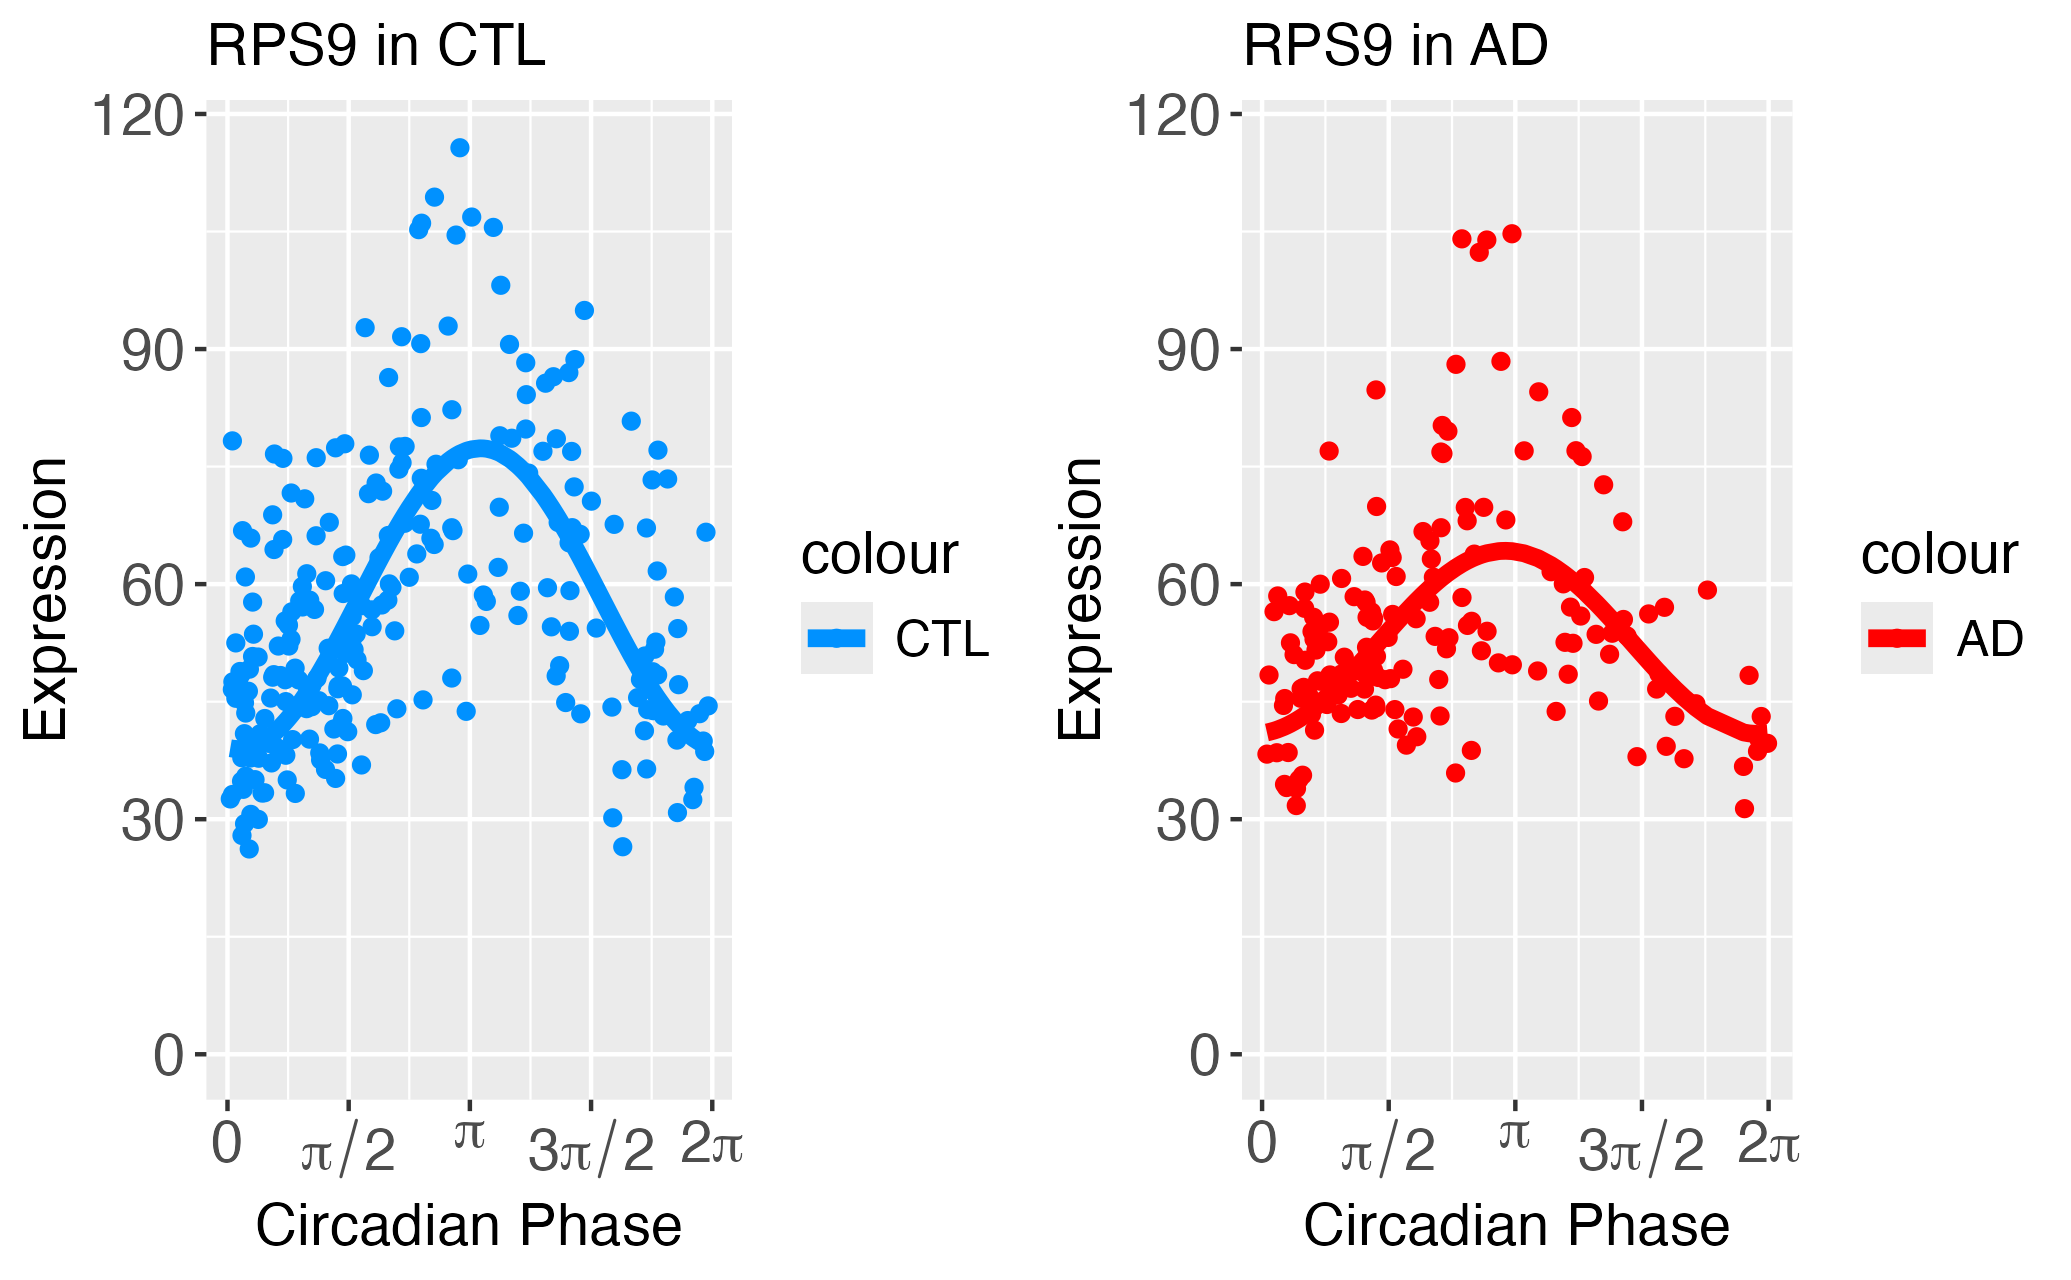 RPS9 in CTL
120
90
60
30
0
Expression
0 π/2 π 3π/2 2π
Circadian Phase
colour
CTL
RPS9 in AD
120
90
60
30
0
Expression
0 π/2 π 3π/2 2π
Circadian Phase
colour
AD